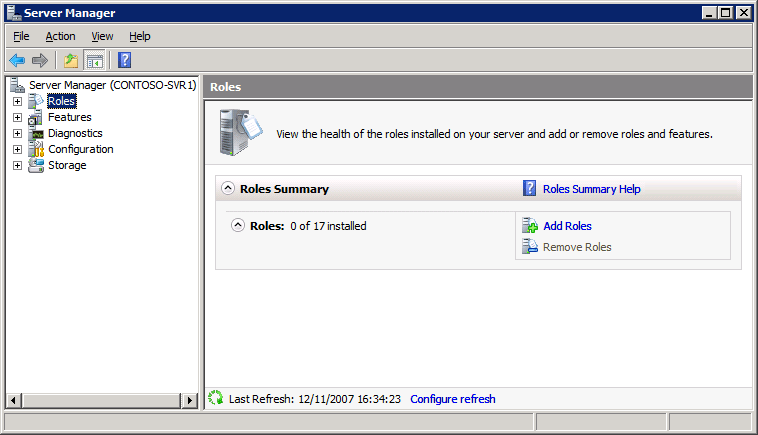 Server Manager
File Action View Help
Server Manager (CONTOSO-SVR1)
Roles
Features
Diagnostics
Configuration
Storage
Roles
View the health of the roles installed on your server and add or remove roles and features.
Roles Summary
Roles Summary Help
Roles: 0 of 17 installed
Add Roles
Remove Roles
Last Refresh: 12/11/2007 16:34:23 Configure refresh